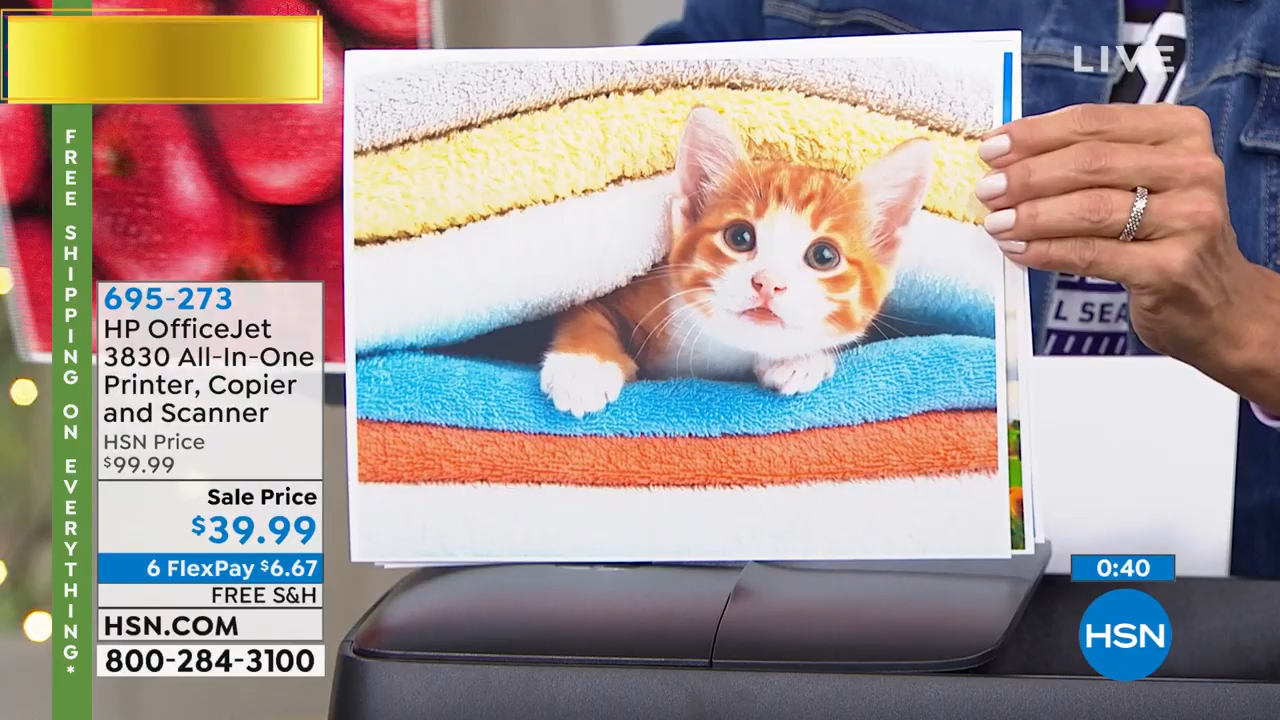 LIVE
FREE SHIPPING ON EVERYTHING*
L SEA
695-273
HP OfficeJet
3830 All-In-One
Printer, Copier
and Scanner
HSN Price
$99.99
Sale Price
$39.99
6 FlexPay $6.67
FREE S&H
HSN.COM
800-284-3100
0:40
HSN